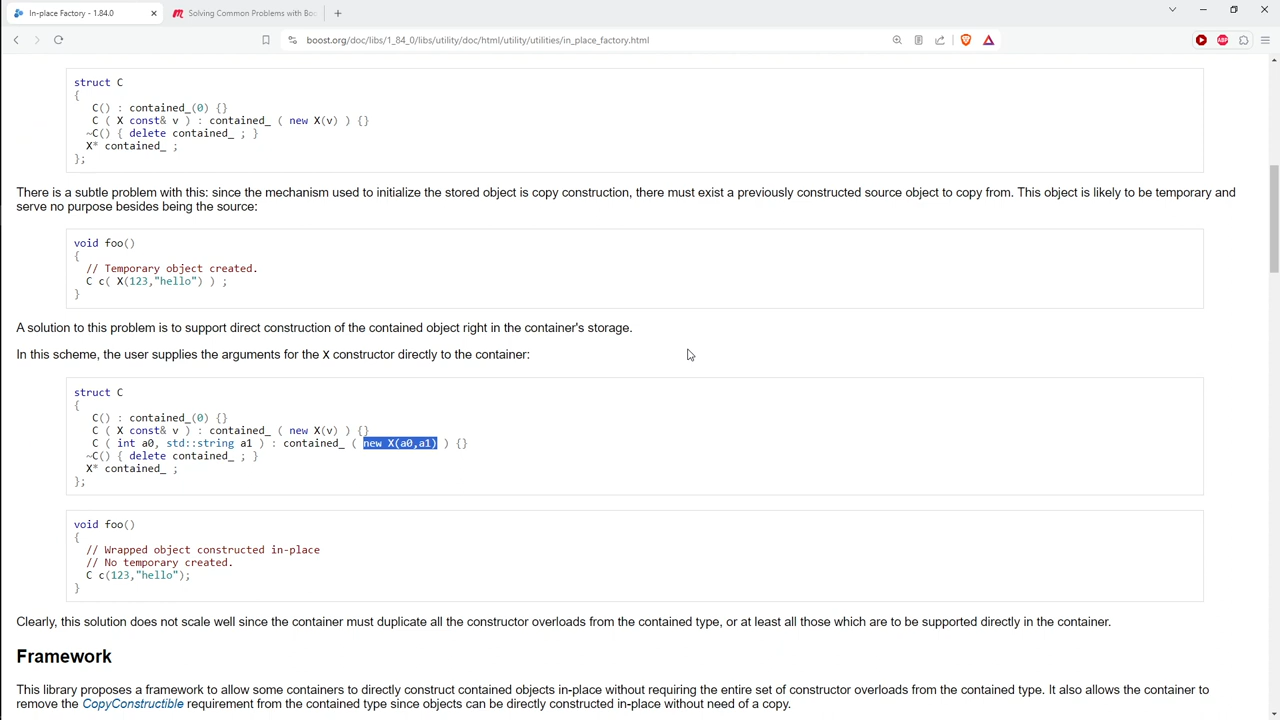 In-place Factory - 1.84.0
Solving Common Problems with Boo
boost.org/doc/libs/1_84_0/libs/utility/doc/html/utility/utilities/in_place_factory.html
ABP
struct C
{
C() : contained_(0) {}
C ( X const& v ) : contained_ ( new X(v) ) {}
~C() { delete contained_ ; }
X* contained_ ;
};
There is a subtle problem with this: since the mechanism used to initialize the stored object is copy construction, there must exist a previously constructed source object to copy from. This object is likely to be temporary and
serve no purpose besides being the source:
void foo()
{
// Temporary object created.
C c( X(123,"hello") ) ;
}
A solution to this problem is to support direct construction of the contained object right in the container's storage.
In this scheme, the user supplies the arguments for the X constructor directly to the container:
struct C
{
C() : contained_(0) {}
C ( X const& v ) : contained_ ( new X(v) ) {}
C ( int a0, std::string a1 ) : contained_ ( new X(a0,a1) ) {}
~C() { delete contained_ ; }
X* contained_ ;
};
void foo()
{
// Wrapped object constructed in-place
// No temporary created.
C c(123,"hello");
}
Clearly, this solution does not scale well since the container must duplicate all the constructor overloads from the contained type, or at least all those which are to be supported directly in the container.
Framework
This library proposes a framework to allow some containers to directly construct contained objects in-place without requiring the entire set of constructor overloads from the contained type. It also allows the container to
remove the CopyConstructible requirement from the contained type since objects can be directly constructed in-place without need of a copy.